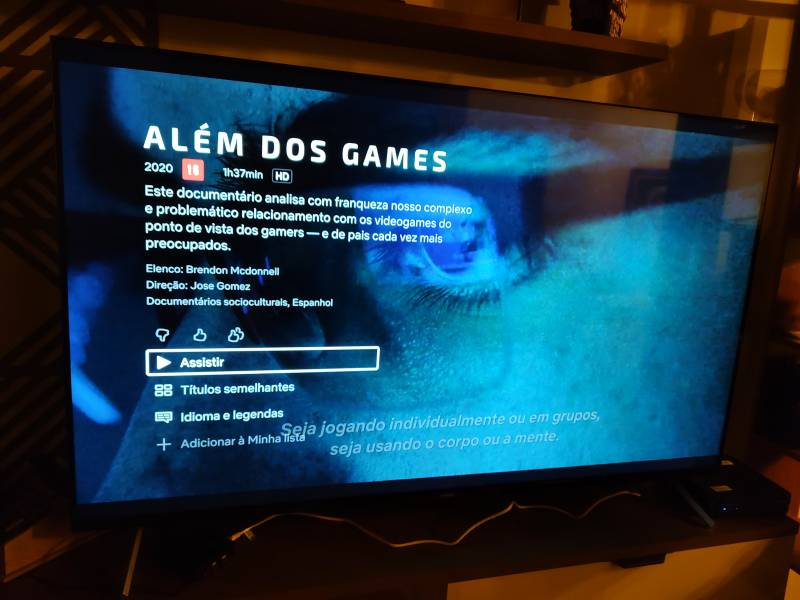 ALÉM DOS GAMES
2020 16 1h37min HD
Este documentário analisa com franqueza nosso complexo
e problemático relacionamento com os videogames do
ponto de vista dos gamers — e de pais cada vez mais
preocupados.
Elenco: Brendon Mcdonnell
Direção: Jose Gomez
Documentários socioculturais, Espanhol
Assistir
Títulos semelhantes
Idioma e legendas
Adicionar à Minha lista
Seja jogando individualmente ou em grupos,
seja usando o corpo ou a mente.